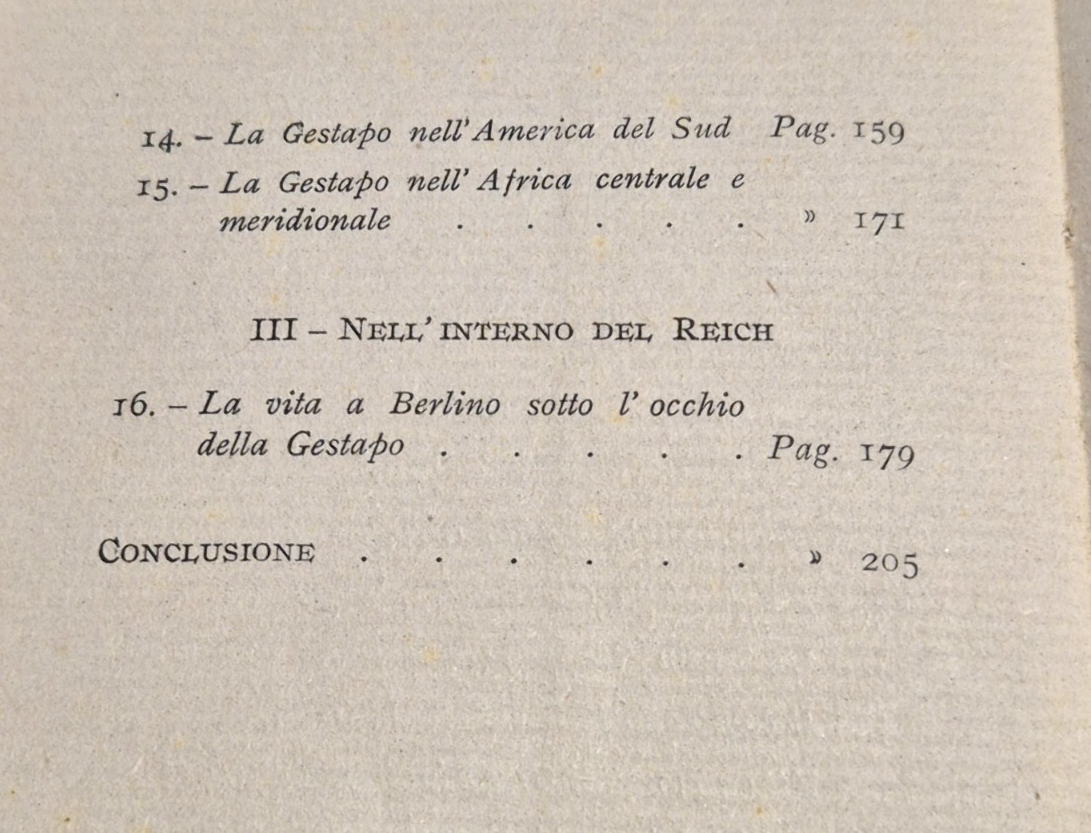 14. – La Gestapo nell'America del Sud Pag. 159
15. – La Gestapo nell' Africa centrale e
meridionale . . . . . » 171
III – Nell' interno del Reich
16. – La vita a Berlino sotto l' occhio
della Gestapo . . . . . Pag. 179
Conclusione . . . . . . » 205